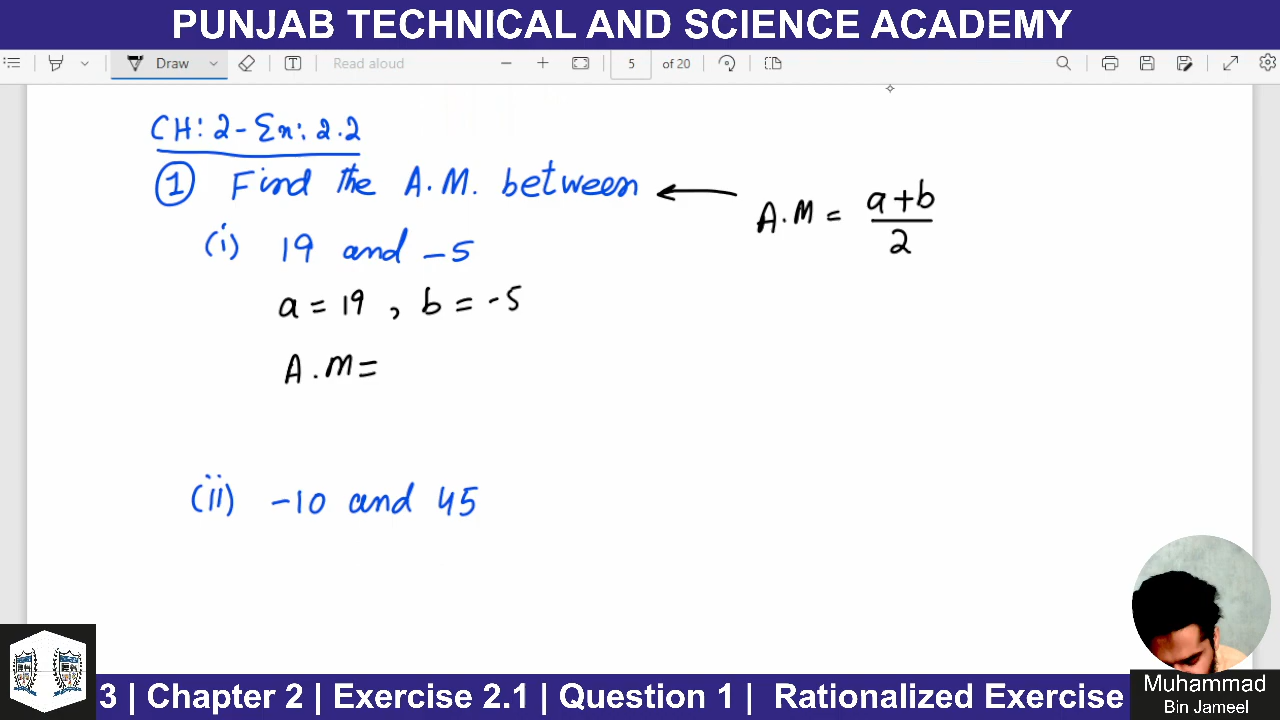 PUNJAB TECHNICAL AND SCIENCE ACADEMY
Draw
Read aloud
5
of 20
CH: 2 - Ex: 2.2
① Find the A.M. between
A.M = a+b/2
(i) 19 and -5
a = 19 , b = -5
A.M =
(ii) -10 and 45
3 | Chapter 2 | Exercise 2.1 | Question 1 | Rationalized Exercise
Muhammad
Bin Jameel